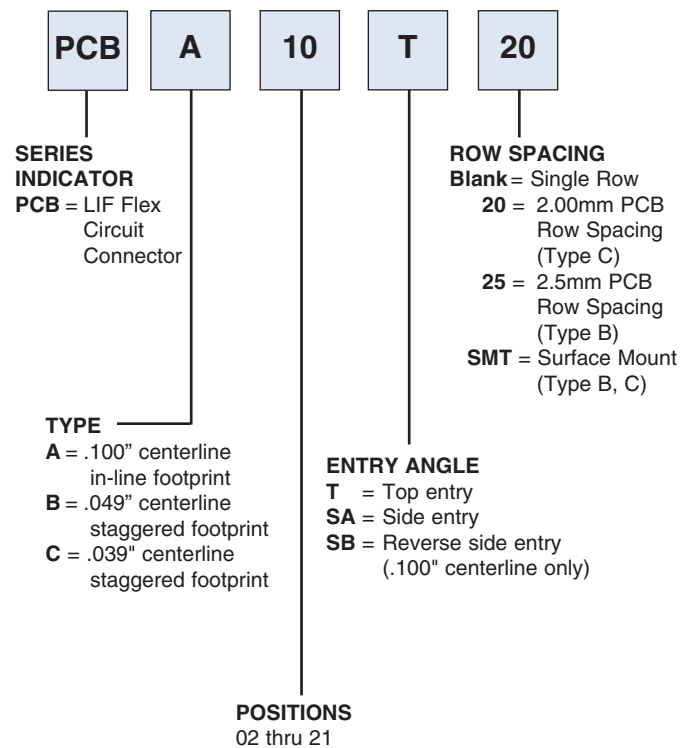 PCB A 10 T 20
SERIES
INDICATOR
PCB = LIF Flex
Circuit
Connector
ROW SPACING
Blank = Single Row
20 = 2.00mm PCB
Row Spacing
(Type C)
25 = 2.5mm PCB
Row Spacing
(Type B)
SMT = Surface Mount
(Type B, C)
TYPE
A = .100” centerline
in-line footprint
B = .049” centerline
staggered footprint
C = .039" centerline
staggered footprint
ENTRY ANGLE
T = Top entry
SA = Side entry
SB = Reverse side entry
(.100" centerline only)
POSITIONS
02 thru 21